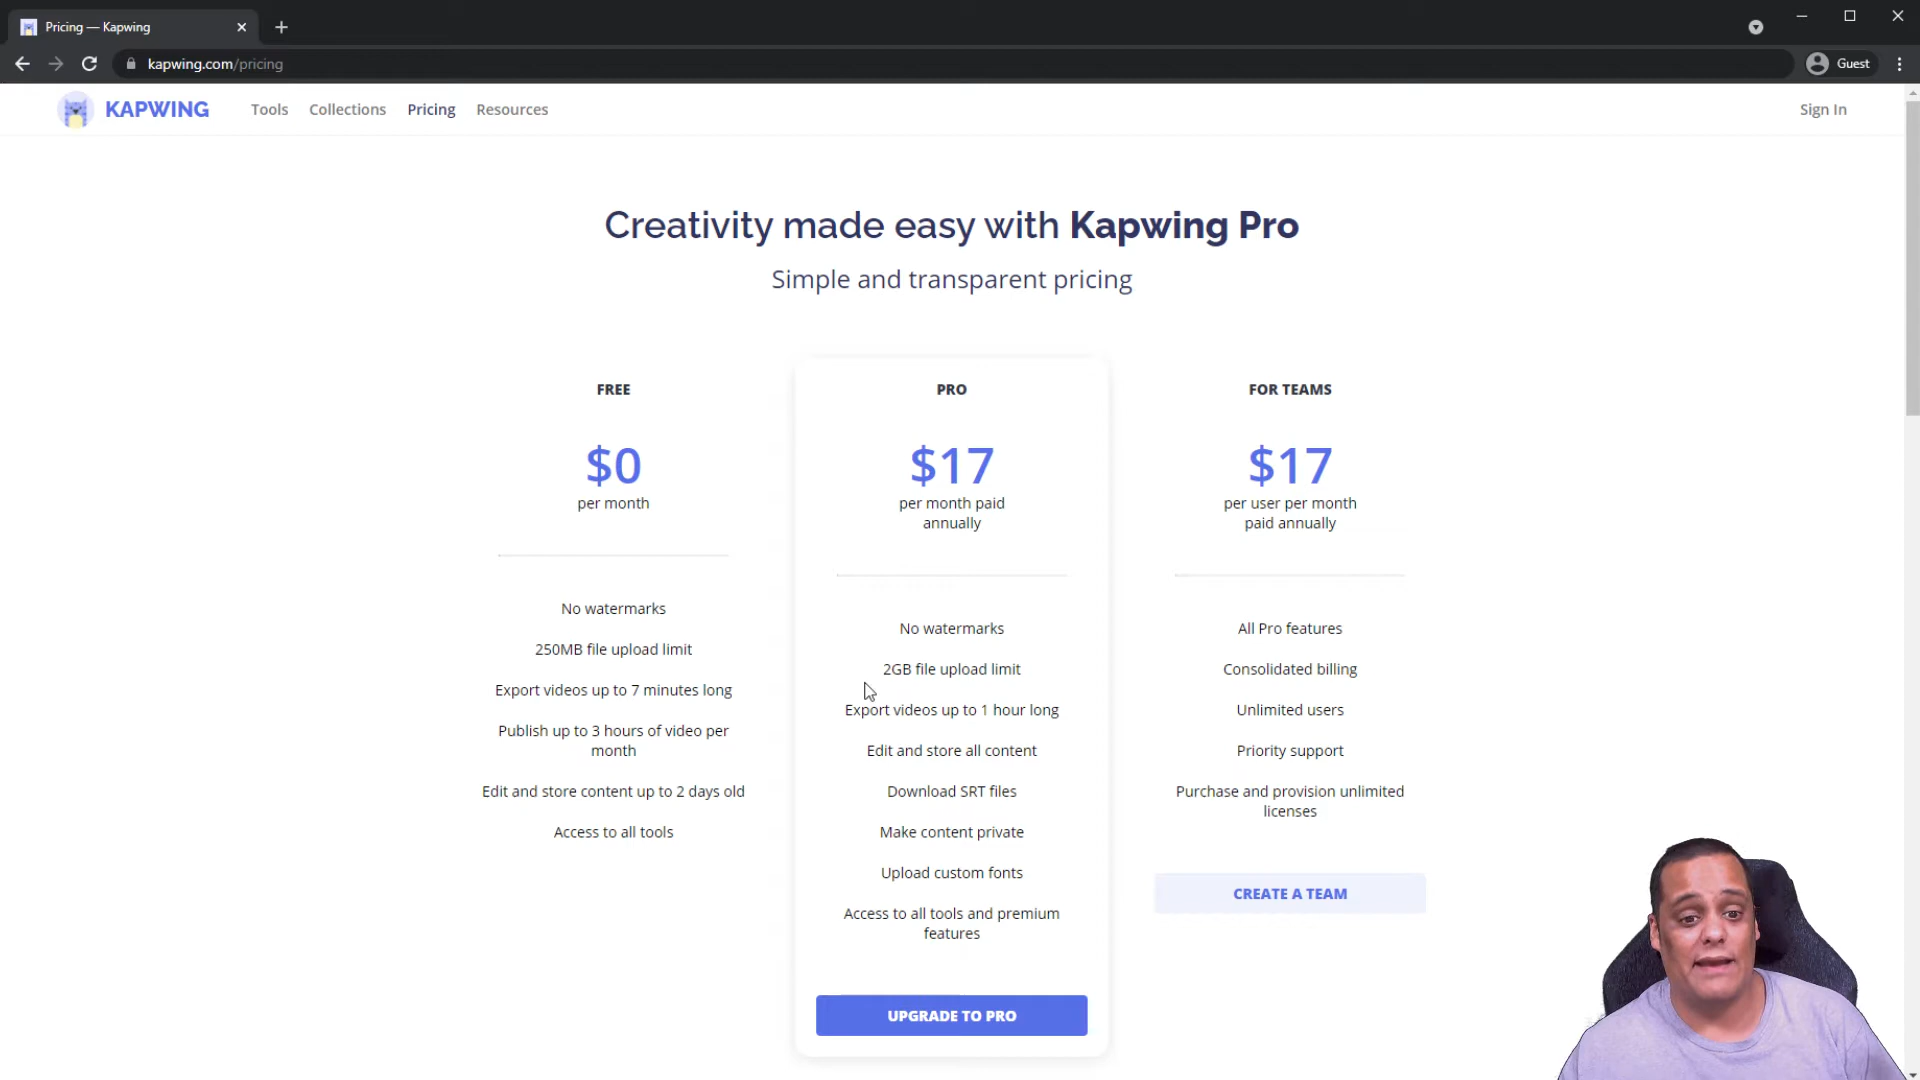 Pricing — Kapwing
kapwing.com/pricing
Guest
KAPWING
Tools
Collections
Pricing
Resources
Sign In
Creativity made easy with Kapwing Pro
Simple and transparent pricing
FREE
$0
per month
No watermarks
250MB file upload limit
Export videos up to 7 minutes long
Publish up to 3 hours of video per
month
Edit and store content up to 2 days old
Access to all tools
PRO
$17
per month paid
annually
No watermarks
2GB file upload limit
Export videos up to 1 hour long
Edit and store all content
Download SRT files
Make content private
Upload custom fonts
Access to all tools and premium
features
UPGRADE TO PRO
FOR TEAMS
$17
per user per month
paid annually
All Pro features
Consolidated billing
Unlimited users
Priority support
Purchase and provision unlimited
licenses
CREATE A TEAM